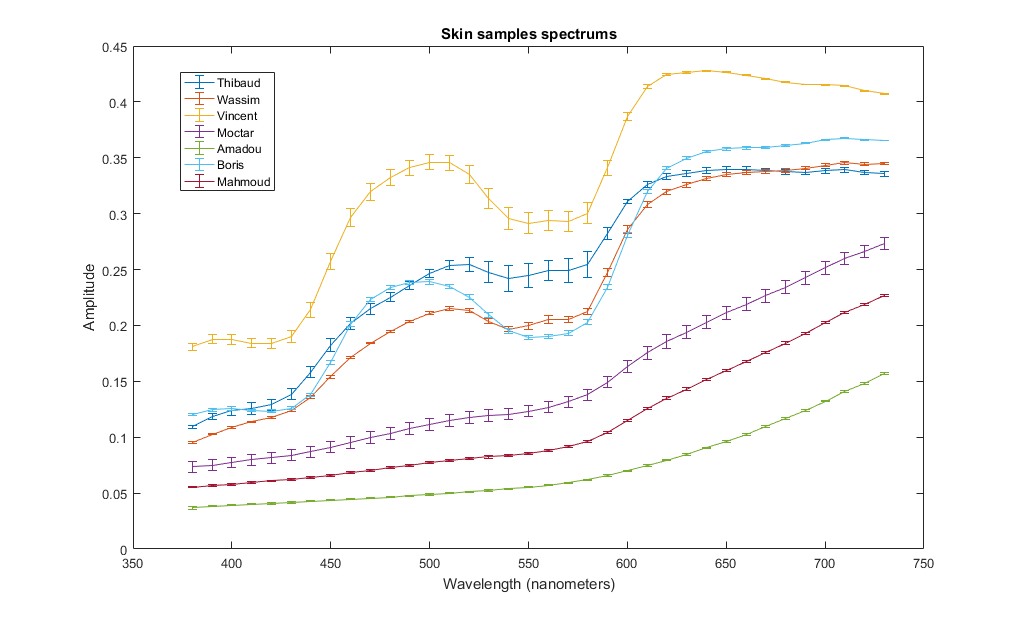 Skin samples spectrums
0.45
0.4
0.35
0.3
0.25
0.2
0.15
0.1
0.05
0
Amplitude
Thibaud
Wassim
Vincent
Moctar
Amadou
Boris
Mahmoud
350 400 450 500 550 600 650 700 750
Wavelength (nanometers)